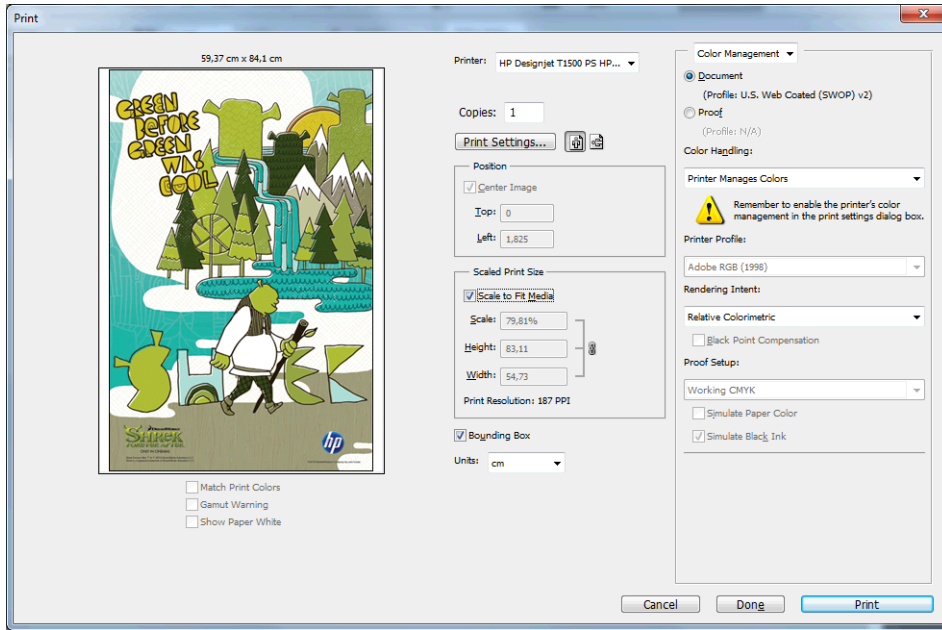 Print
59,37 cm x 84,1 cm
GREEN
BEFORE
GREEN
WAS
COOL
SHREK
DREAMWORKS
SHREK
FOREVER AFTER
hp
Match Print Colors
Gamut Warning
Show Paper White
Printer: HP Designjet T1500 PS HP...
Copies: 1
Print Settings...
Position
Center Image
Top: 0
Left: 1,825
Scaled Print Size
Scale to Fit Media
Scale: 79,81%
Height: 83,11
Width: 54,73
Print Resolution: 187 PPI
Bounding Box
Units: cm
Color Management
Document
(Profile: U.S. Web Coated (SWOP) v2)
Proof
(Profile: N/A)
Color Handling:
Printer Manages Colors
Remember to enable the printer's color
management in the print settings dialog box.
Printer Profile:
Adobe RGB (1998)
Rendering Intent:
Relative Colorimetric
Black Point Compensation
Proof Setup:
Working CMYK
Simulate Paper Color
Simulate Black Ink
Cancel
Done
Print